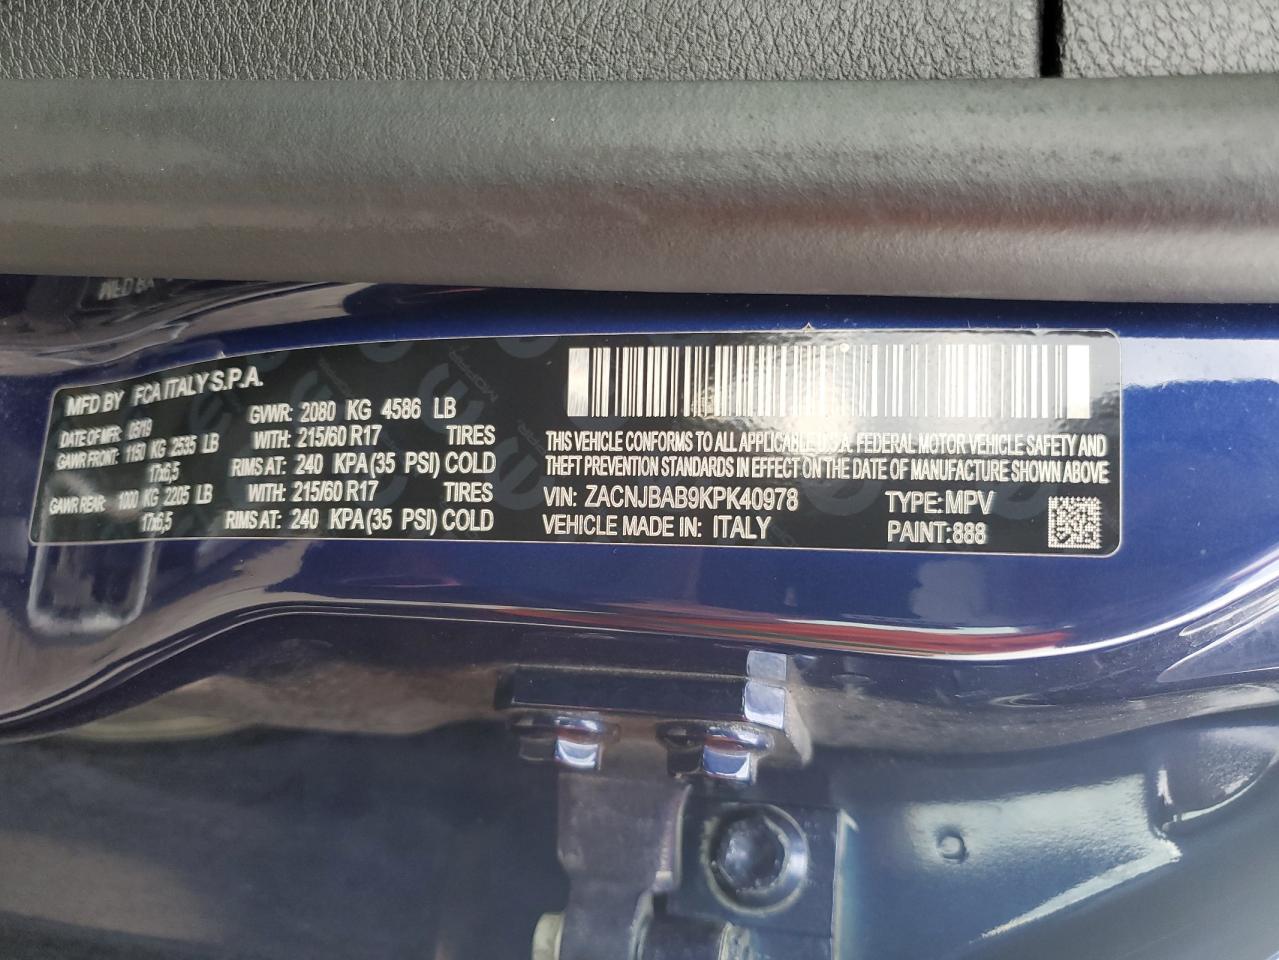 MFD BY FCA ITALY S.P.A.
DATE OF MFR: 0819 GVWR: 2080 KG 4586 LB
GAWR FRONT: 1150 KG 2535 LB WITH: 215/60 R17 TIRES
17x6,5 RIMS AT: 240 KPA(35 PSI) COLD
GAWR REAR: 1000 KG 2205 LB WITH: 215/60 R17 TIRES
17x6,5 RIMS AT: 240 KPA(35 PSI) COLD
THIS VEHICLE CONFORMS TO ALL APPLICABLE U.S.A. FEDERAL MOTOR VEHICLE SAFETY AND
THEFT PREVENTION STANDARDS IN EFFECT ON THE DATE OF MANUFACTURE SHOWN ABOVE
VIN: ZACNJBAB9KPK40978 TYPE: MPV
VEHICLE MADE IN: ITALY PAINT:888